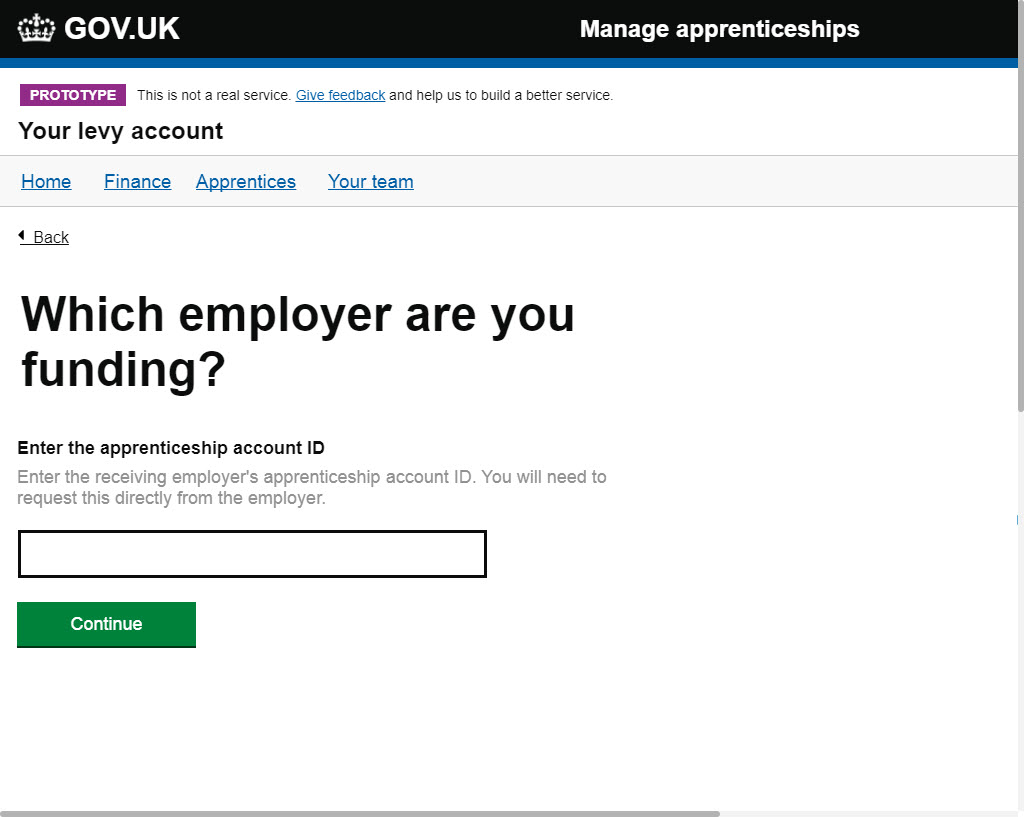 GOV.UK
Manage apprenticeships
PROTOTYPE This is not a real service. Give feedback and help us to build a better service.
Your levy account
Home Finance Apprentices Your team
Back
Which employer are you
funding?
Enter the apprenticeship account ID
Enter the receiving employer's apprenticeship account ID. You will need to
request this directly from the employer.
Continue